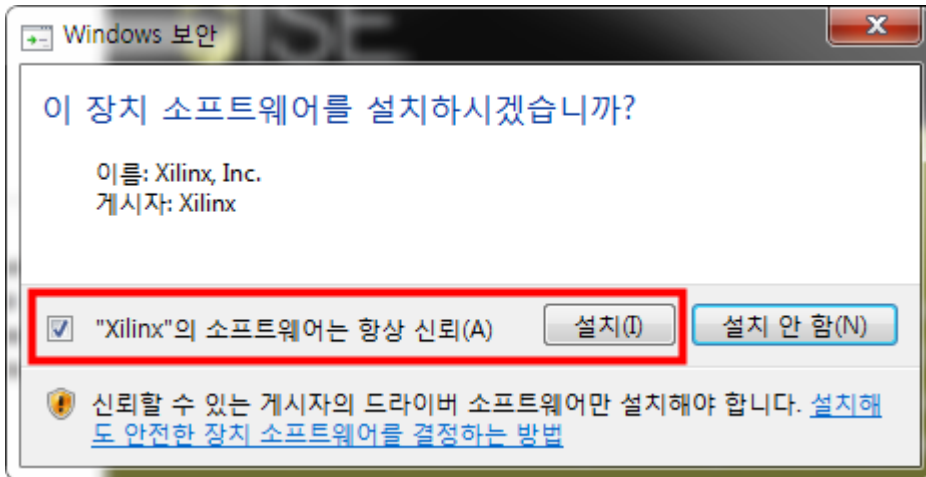 Windows 보안
ISE
이 장치 소프트웨어를 설치하시겠습니까?
이름: Xilinx, Inc.
게시자: Xilinx
"Xilinx"의 소프트웨어는 항상 신뢰(A)
설치(I)
설치 안 함(N)
신뢰할 수 있는 게시자의 드라이버 소프트웨어만 설치해야 합니다. 설치해
도 안전한 장치 소프트웨어를 결정하는 방법